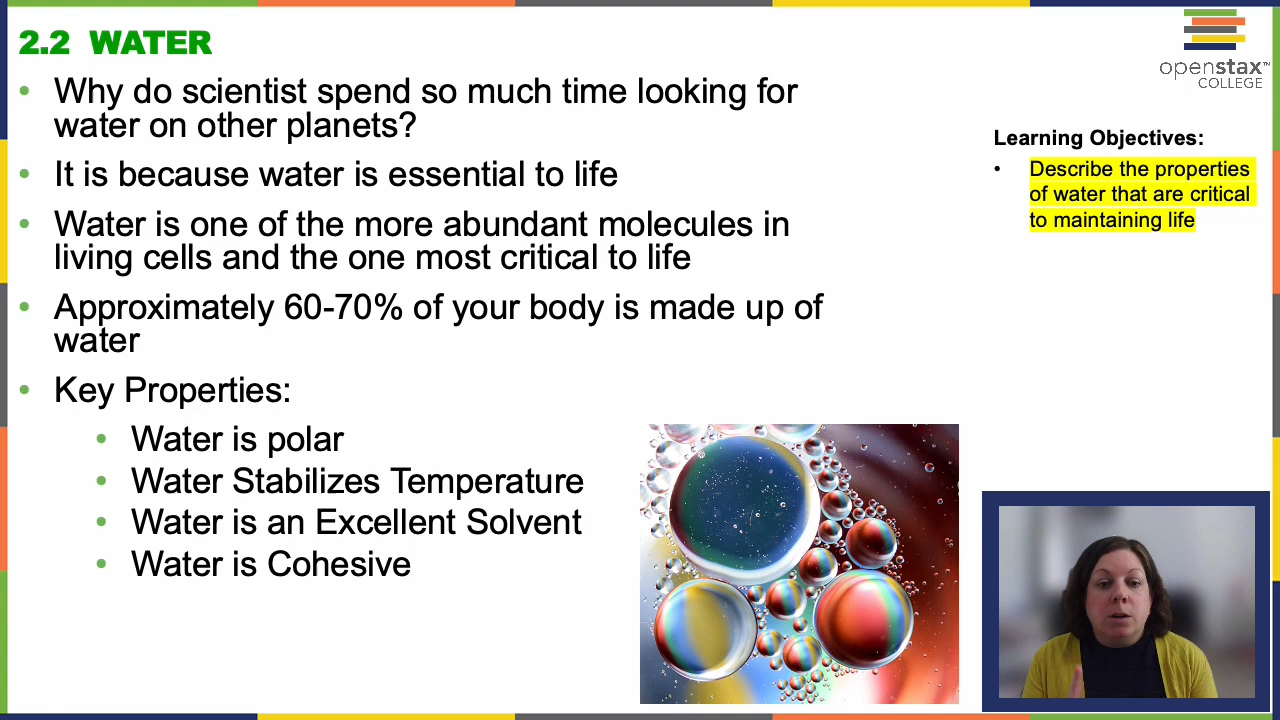 2.2 WATER
• Why do scientist spend so much time looking for
water on other planets?
• It is because water is essential to life
• Water is one of the more abundant molecules in
living cells and the one most critical to life
• Approximately 60-70% of your body is made up of
water
• Key Properties:
• Water is polar
• Water Stabilizes Temperature
• Water is an Excellent Solvent
• Water is Cohesive
openstax™
COLLEGE
Learning Objectives:
• Describe the properties
of water that are critical
to maintaining life